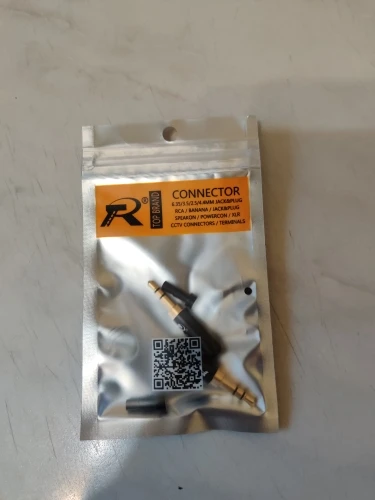 R®
TOP BRAND
CONNECTOR
6.35/3.5/2.5/4.4MM JACK&PLUG
RCA / BANANA / JACK&PLUG
SPEAKON / POWERCON / XLR
CCTV CONNECTORS / TERMINALS